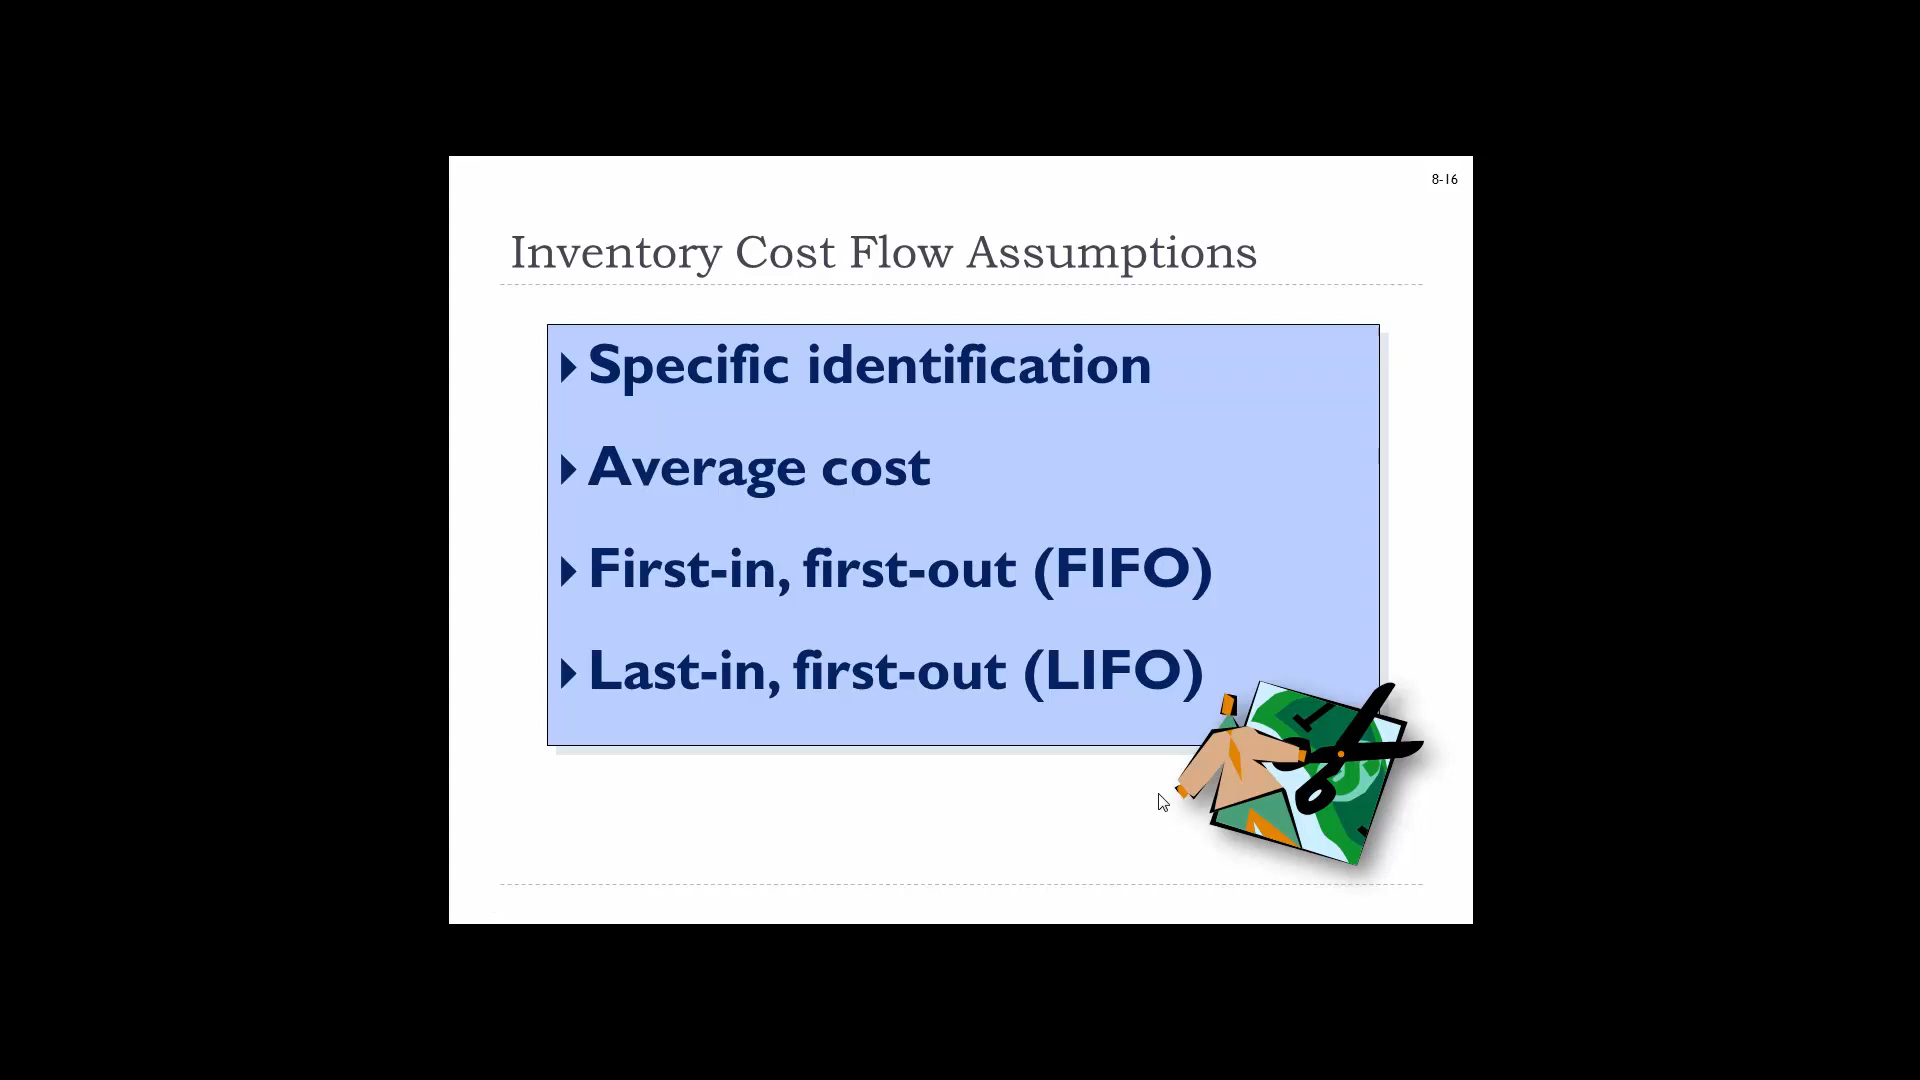 8-16
Inventory Cost Flow Assumptions
Specific identification
Average cost
First-in, first-out (FIFO)
Last-in, first-out (LIFO)